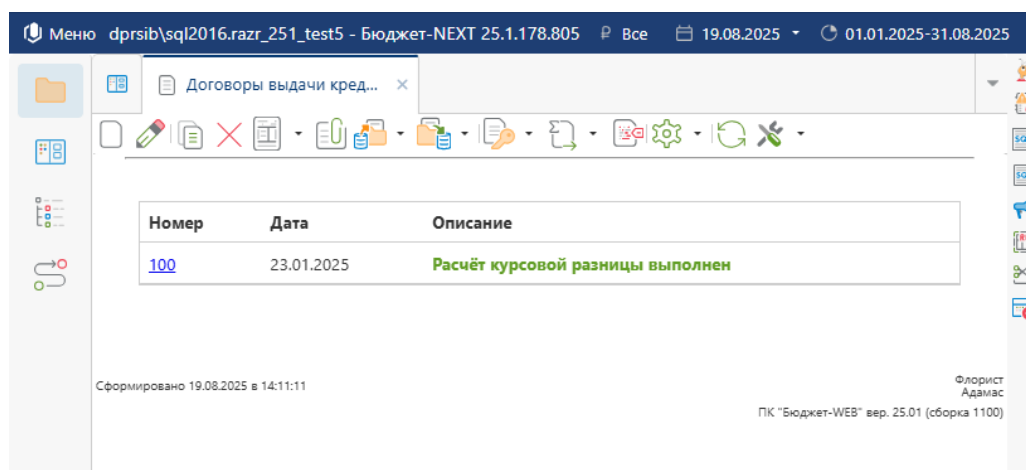 Меню dprsib\sql2016.razr_251_test5 - Бюджет-NEXT 25.1.178.805 ₽ Все 19.08.2025 01.01.2025-31.08.2025
Договоры выдачи кред...
Номер Дата Описание
100 23.01.2025 Расчёт курсовой разницы выполнен
Сформировано 19.08.2025 в 14:11:11
Флорист
Адамас
ПК "Бюджет-WEB" вер. 25.01 (сборка 1100)